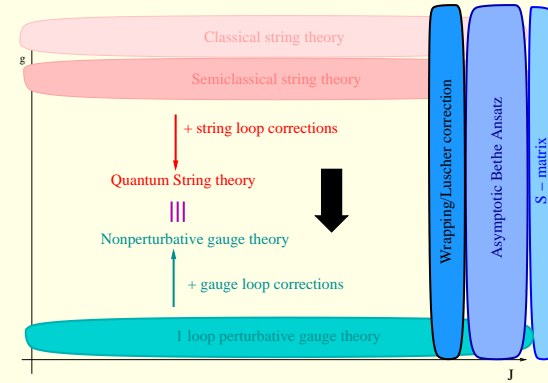 Classical string theory
g
Semiclassical string theory
+ string loop corrections
Quantum String theory
Nonperturbative gauge theory
+ gauge loop corrections
1 loop perturbative gauge theory
J
Wrapping/Luscher correction
Asymptotic Bethe Ansatz
S − matrix